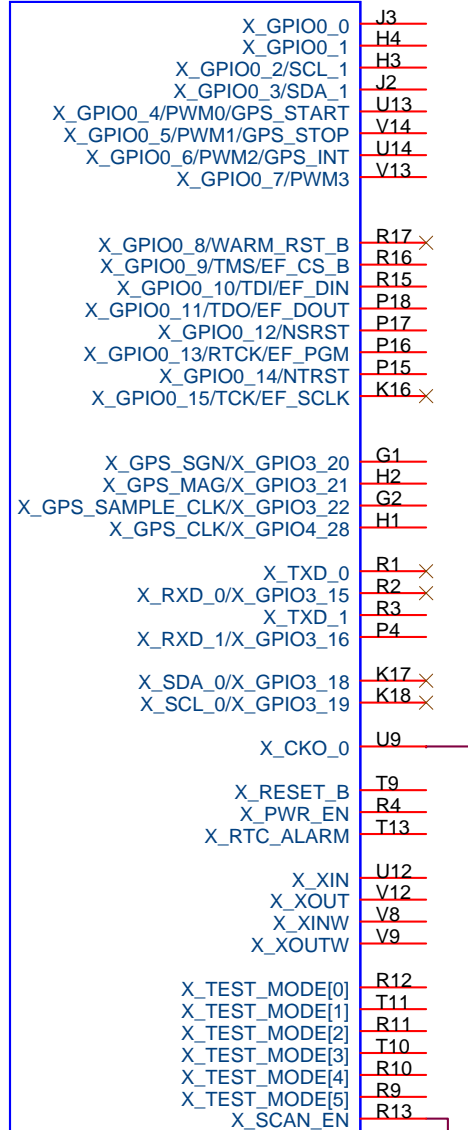 X_GPIO0_0 J3
X_GPIO0_1 H4
X_GPIO0_2/SCL_1 H3
X_GPIO0_3/SDA_1 J2
X_GPIO0_4/PWM0/GPS_START U13
X_GPIO0_5/PWM1/GPS_STOP V14
X_GPIO0_6/PWM2/GPS_INT U14
X_GPIO0_7/PWM3 V13
X_GPIO0_8/WARM_RST_B R17
X_GPIO0_9/TMS/EF_CS_B R16
X_GPIO0_10/TDI/EF_DIN R15
X_GPIO0_11/TDO/EF_DOUT P18
X_GPIO0_12/NSRST P17
X_GPIO0_13/RTCK/EF_PGM P16
X_GPIO0_14/NTRST P15
X_GPIO0_15/TCK/EF_SCLK K16
X_GPS_SGN/X_GPIO3_20 G1
X_GPS_MAG/X_GPIO3_21 H2
X_GPS_SAMPLE_CLK/X_GPIO3_22 G2
X_GPS_CLK/X_GPIO4_28 H1
X_TXD_0 R1
X_RXD_0/X_GPIO3_15 R2
X_TXD_1 R3
X_RXD_1/X_GPIO3_16 P4
X_SDA_0/X_GPIO3_18 K17
X_SCL_0/X_GPIO3_19 K18
X_CKO_0 U9
X_RESET_B T9
X_PWR_EN R4
X_RTC_ALARM T13
X_XIN U12
X_XOUT V12
X_XINW V8
X_XOUTW V9
X_TEST_MODE[0] R12
X_TEST_MODE[1] T11
X_TEST_MODE[2] R11
X_TEST_MODE[3] T10
X_TEST_MODE[4] R10
X_TEST_MODE[5] R9
X_SCAN_EN R13